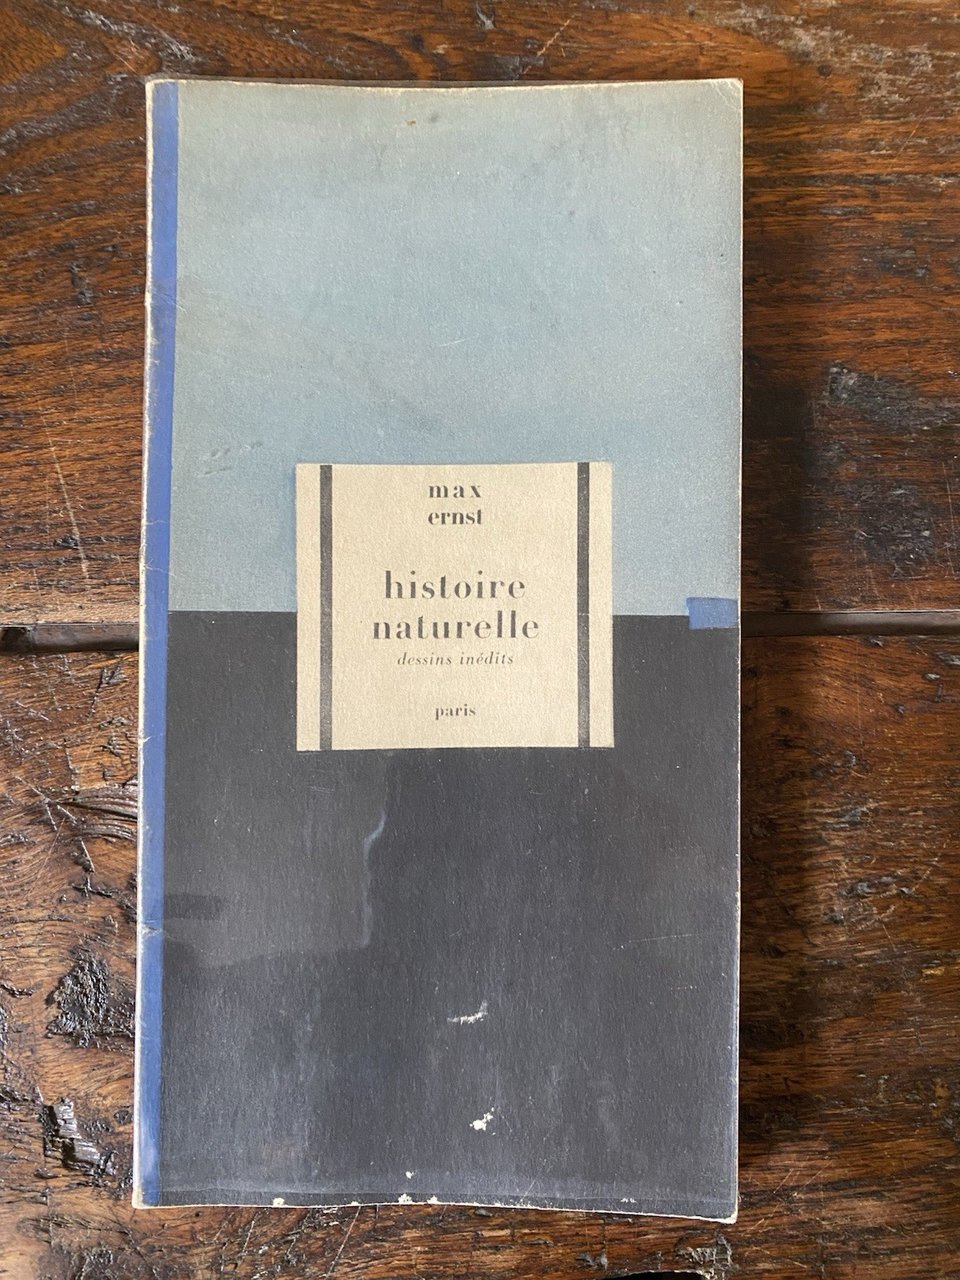 max
ernst
histoire
naturelle
dessins inédits
paris